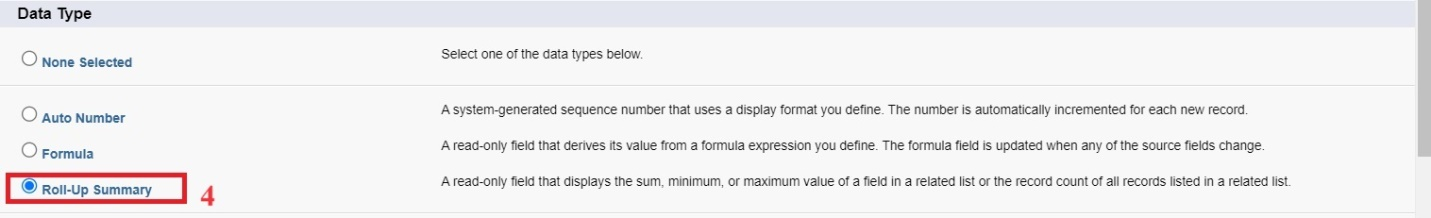 Data Type
None Selected Select one of the data types below.
Auto Number A system-generated sequence number that uses a display format you define. The number is automatically incremented for each new record.
Formula A read-only field that derives its value from a formula expression you define. The formula field is updated when any of the source fields change.
Roll-Up Summary 4 A read-only field that displays the sum, minimum, or maximum value of a field in a related list or the record count of all records listed in a related list.